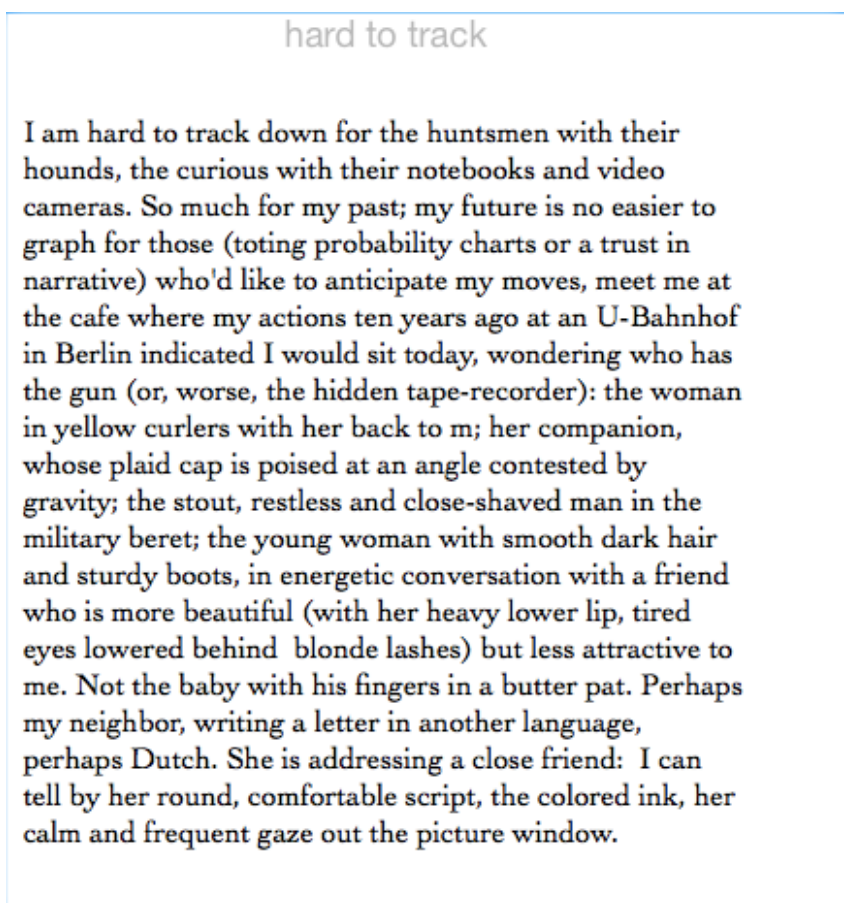 hard to track
I am hard to track down for the huntsmen with their
hounds, the curious with their notebooks and video
cameras. So much for my past; my future is no easier to
graph for those (toting probability charts or a trust in
narrative) who'd like to anticipate my moves, meet me at
the cafe where my actions ten years ago at an U-Bahnhof
in Berlin indicated I would sit today, wondering who has
the gun (or, worse, the hidden tape-recorder): the woman
in yellow curlers with her back to m; her companion,
whose plaid cap is poised at an angle contested by
gravity; the stout, restless and close-shaved man in the
military beret; the young woman with smooth dark hair
and sturdy boots, in energetic conversation with a friend
who is more beautiful (with her heavy lower lip, tired
eyes lowered behind  blonde lashes) but less attractive to
me. Not the baby with his fingers in a butter pat. Perhaps
my neighbor, writing a letter in another language,
perhaps Dutch. She is addressing a close friend:  I can
tell by her round, comfortable script, the colored ink, her
calm and frequent gaze out the picture window.